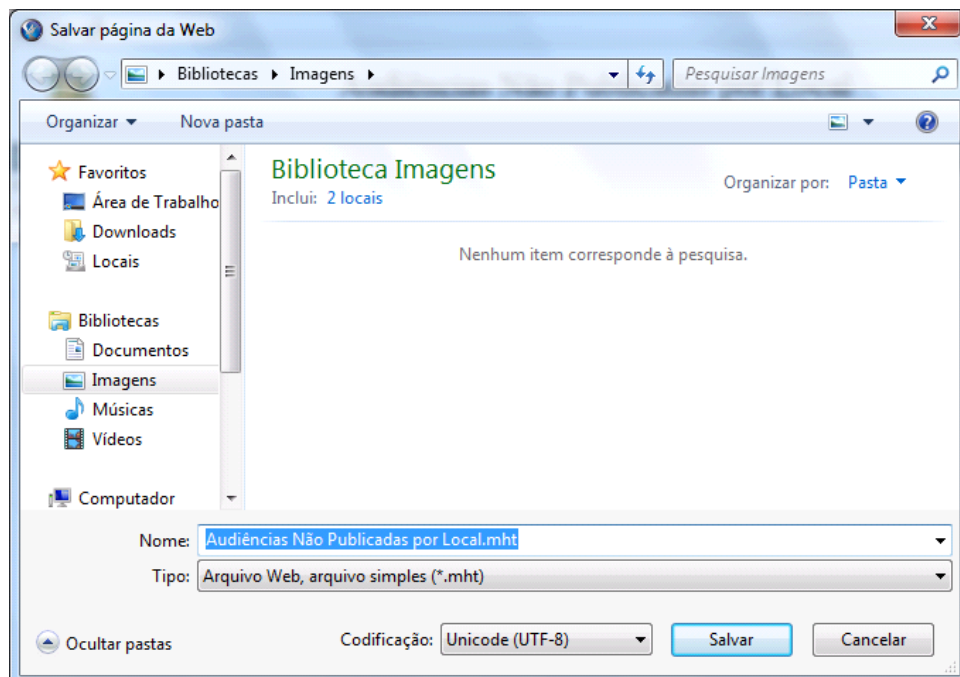 Salvar página da Web
Bibliotecas Imagens
Pesquisar Imagens
Organizar Nova pasta
Favoritos
Área de Trabalho
Downloads
Locais
Bibliotecas
Documentos
Imagens
Músicas
Vídeos
Computador
Biblioteca Imagens
Inclui: 2 locais
Organizar por: Pasta
Nenhum item corresponde à pesquisa.
Nome: Audiências Não Publicadas por Local.mht
Tipo: Arquivo Web, arquivo simples (*.mht)
Ocultar pastas
Codificação: Unicode (UTF-8)
Salvar
Cancelar